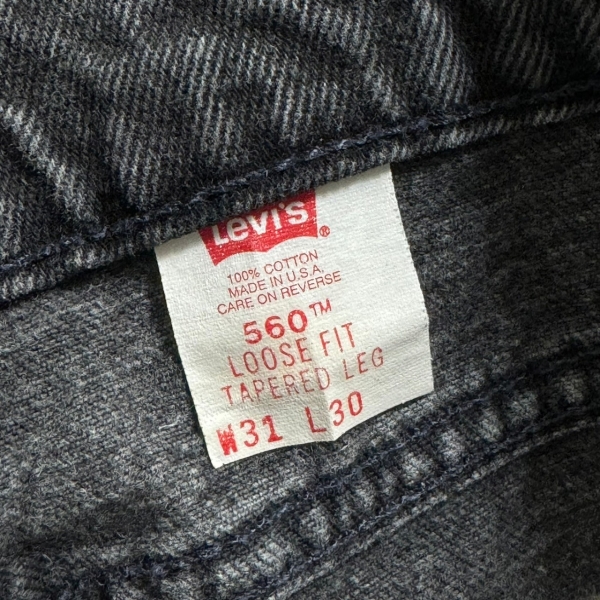 Levi's ®
100% COTTON
MADE IN U.S.A.
CARE ON REVERSE
560™
LOOSE FIT
TAPERED LEG
W31 L30